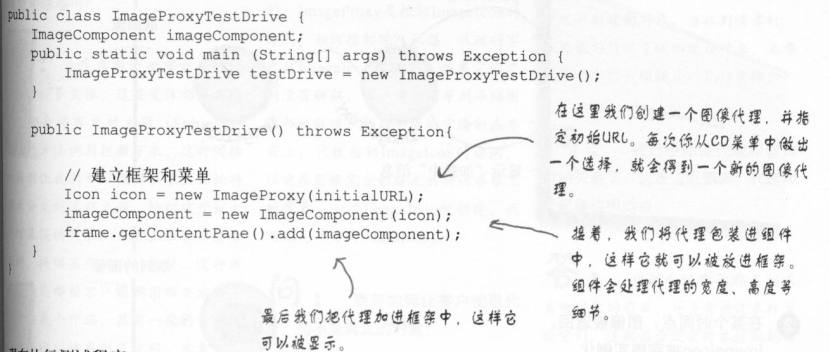 public class ImageProxyTestDrive {
ImageComponent imageComponent;
public static void main (String[] args) throws Exception {
ImageProxyTestDrive testDrive = new ImageProxyTestDrive();
}
public ImageProxyTestDrive() throws Exception{
// 建立框架和菜单
Icon icon = new ImageProxy(initialURL);
imageComponent = new ImageComponent(icon);
frame.getContentPane().add(imageComponent);
}
}
在这里我们创建一个图像代理，并指
定初始URL。每次你从CD菜单中做出
一个选择，就会得到一个新的图像代
理。
接着，我们将代理包装进组件
中，这样它就可以被放进框架。
组件会处理代理的宽度、高度等
细节。
最后我们把代理加进框架中，这样它
可以被显示。